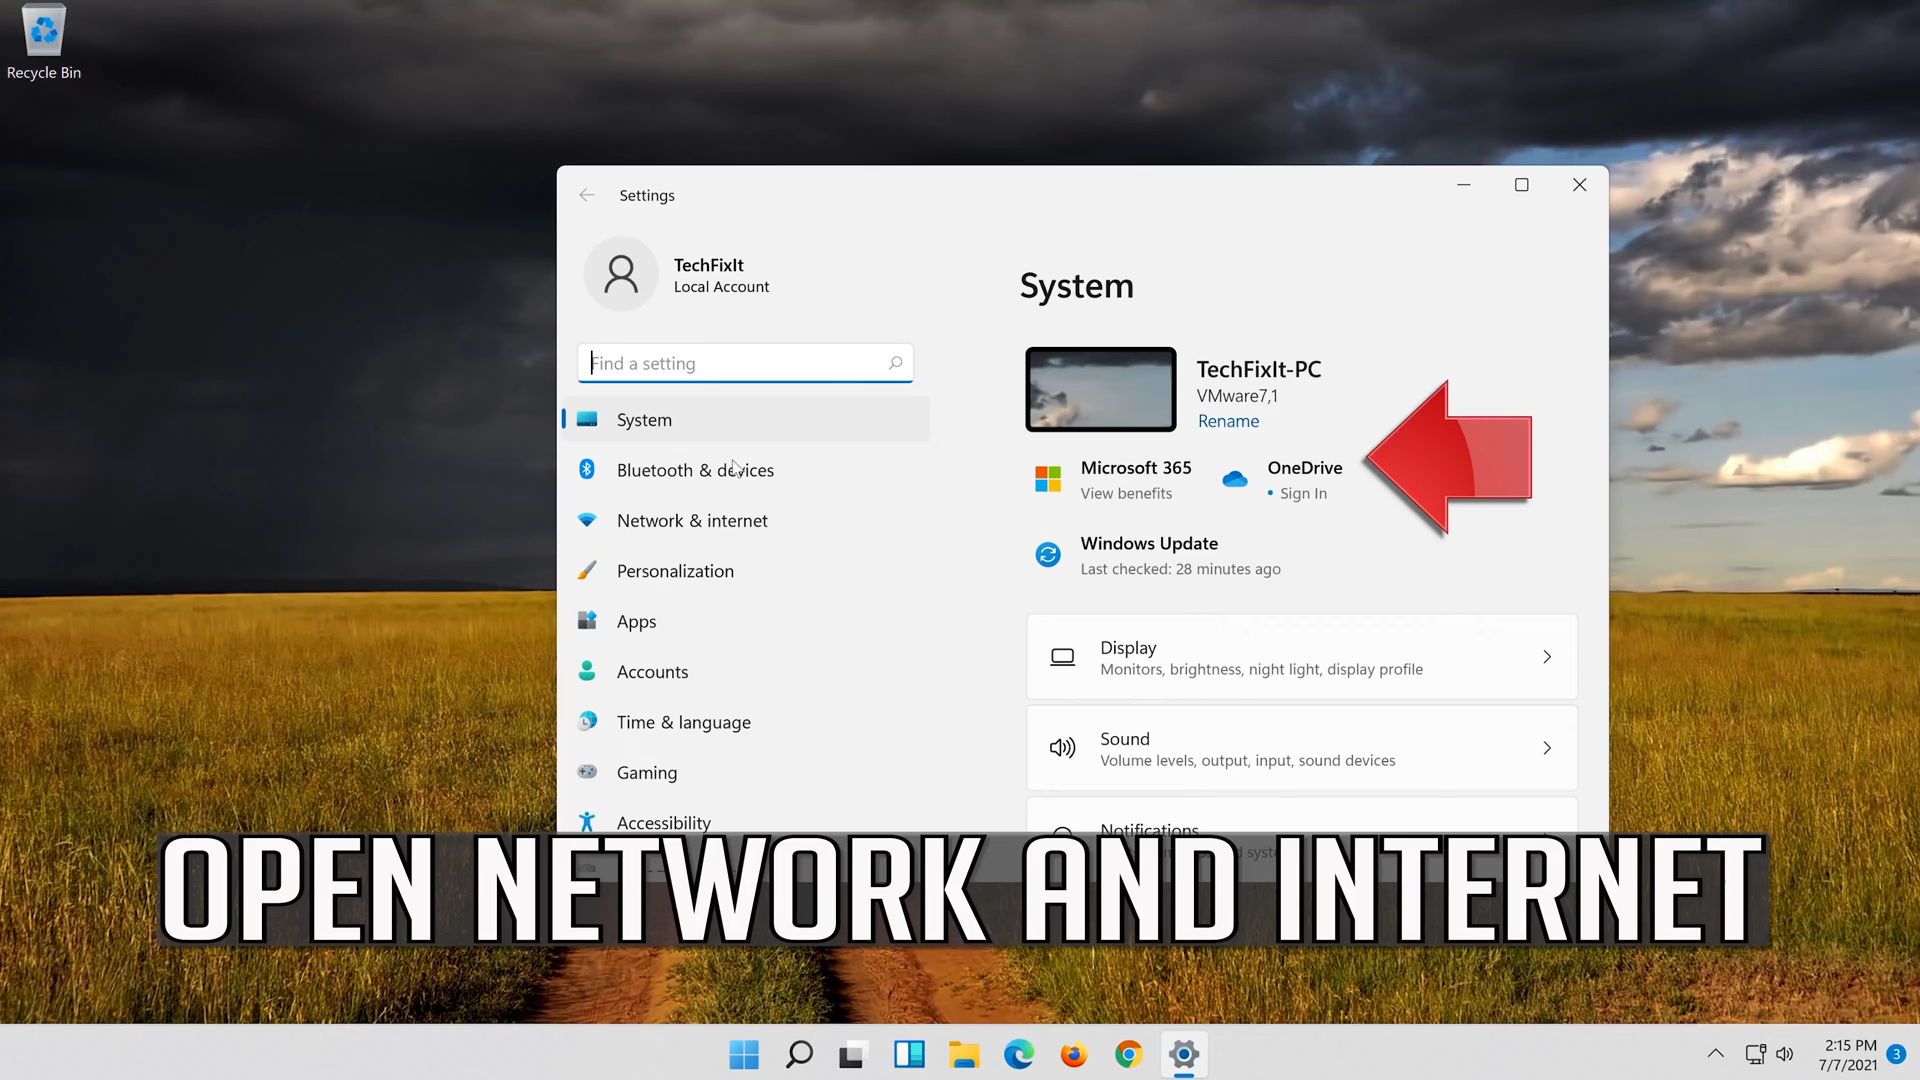 Recycle Bin
Settings
TechFixIt
Local Account
Find a setting
System
Bluetooth & devices
Network & internet
Personalization
Apps
Accounts
Time & language
Gaming
Accessibility
System
TechFixIt-PC
VMware7,1
Rename
Microsoft 365
View benefits
OneDrive
• Sign In
Windows Update
Last checked: 28 minutes ago
Display
Monitors, brightness, night light, display profile
Sound
Volume levels, output, input, sound devices
Notifications
OPEN NETWORK AND INTERNET
2:15 PM
7/7/2021
3